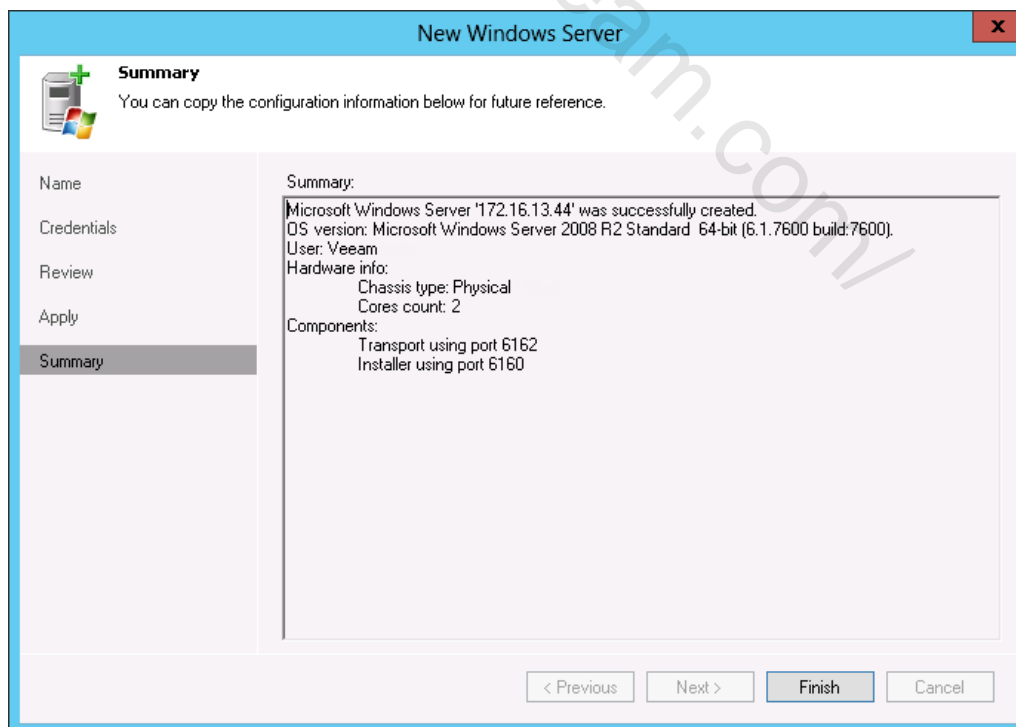 New Windows Server
x
Summary
You can copy the configuration information below for future reference.
Name
Credentials
Review
Apply
Summary
Summary:
Microsoft Windows Server '172.16.13.44' was successfully created.
OS version: Microsoft Windows Server 2008 R2 Standard 64-bit (6.1.7600 build:7600).
User: Veeam
Hardware info:
Chassis type: Physical
Cores count: 2
Components:
Transport using port 6162
Installer using port 6160
< Previous
Next >
Finish
Cancel
eam.com/